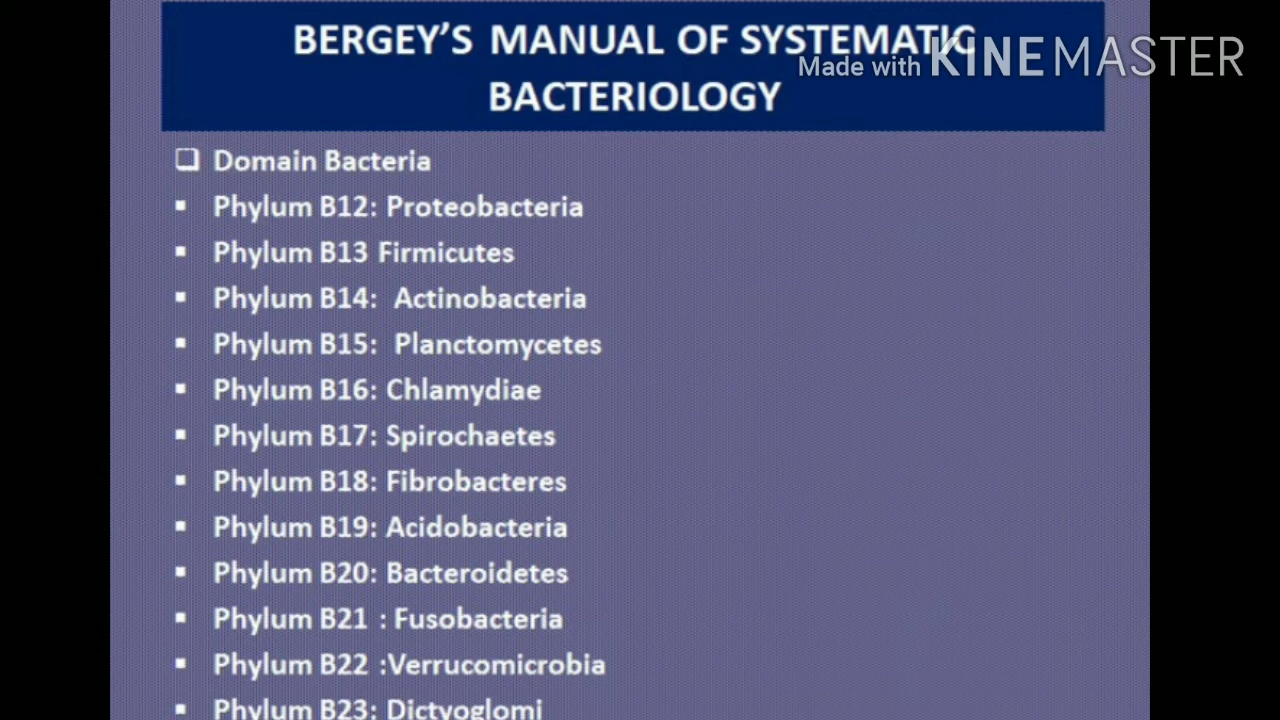 BERGEY'S MANUAL OF SYSTEMATIC
Made with KINEMASTER
BACTERIOLOGY
Domain Bacteria
Phylum B12: Proteobacteria
Phylum B13 Firmicutes
Phylum B14: Actinobacteria
Phylum B15: Planctomycetes
Phylum B16: Chlamydiae
Phylum B17: Spirochaetes
Phylum B18: Fibrobacteres
Phylum B19: Acidobacteria
Phylum B20: Bacteroidetes
Phylum B21 : Fusobacteria
Phylum B22 :Verrucomicrobia
Phylum B23: Dictyoglomi